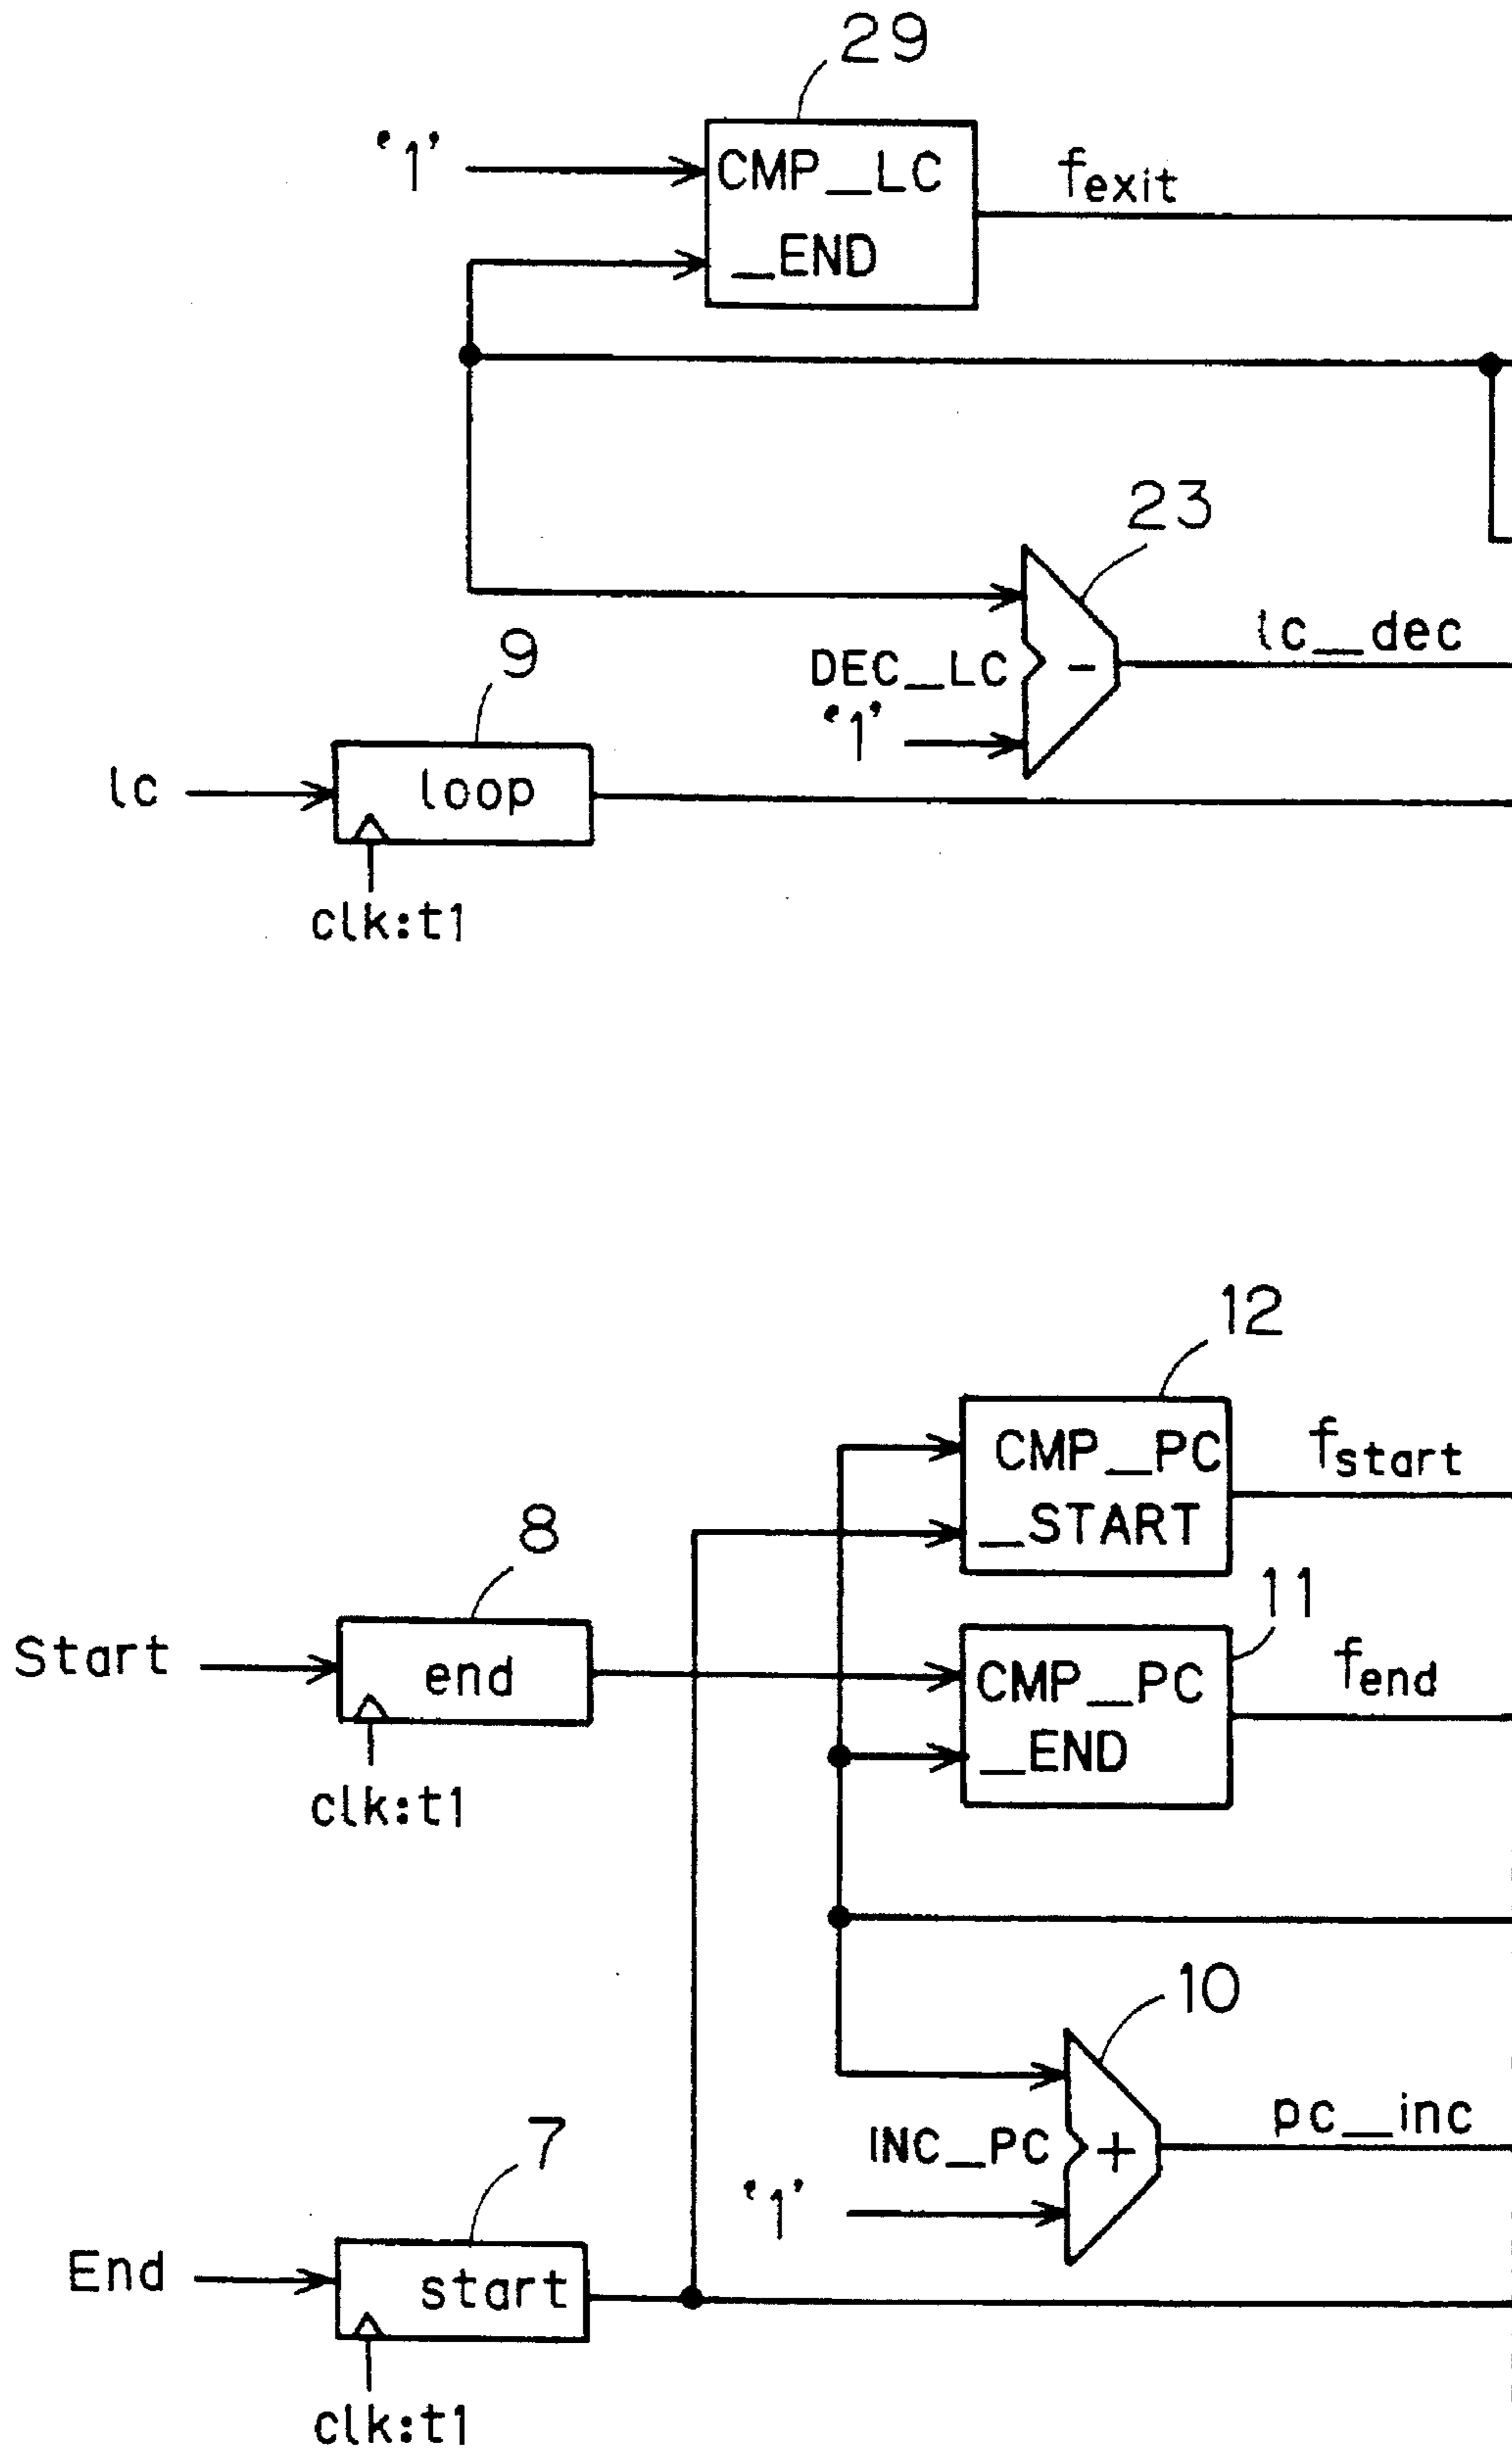 29
‘1’
CMP_LC
_END
fexit
23
DEC_LC
-
lc_dec
‘1’
9
lc
loop
clk:t1
12
CMP_PC
_START
fstart
8
Start
end
clk:t1
11
CMP_PC
_END
fend
10
INC_PC
+
pc_inc
‘1’
7
End
start
clk:t1